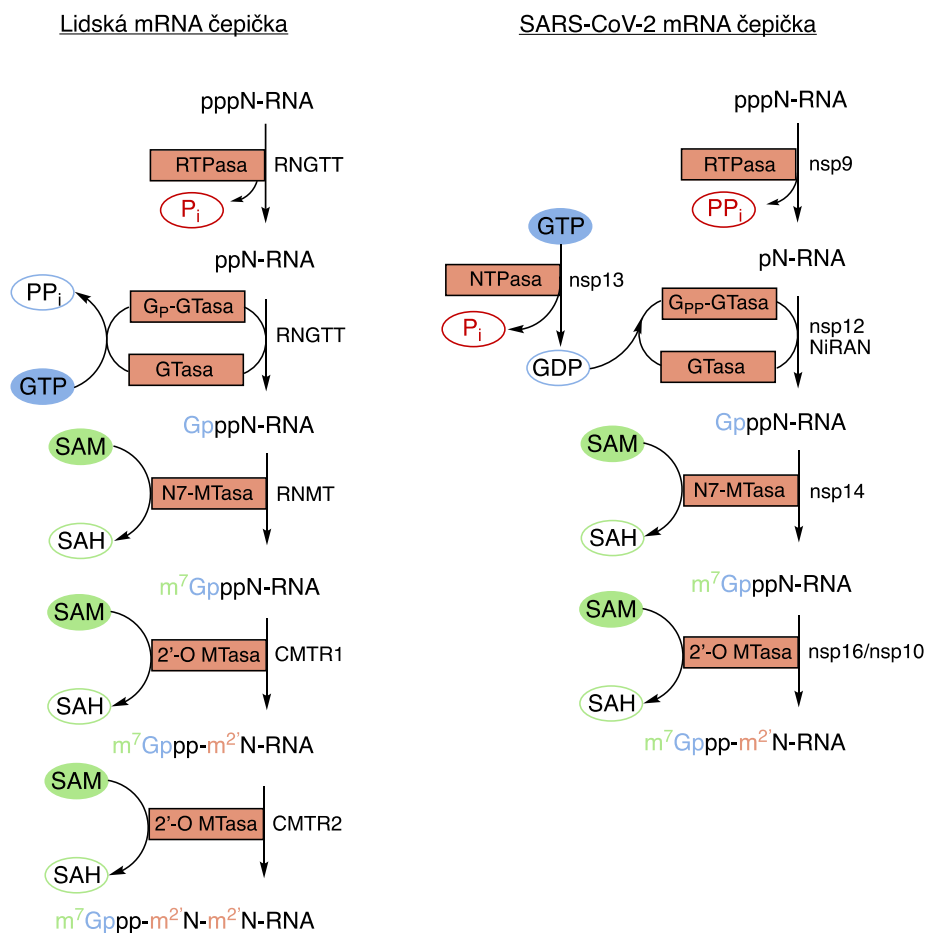 Lidská mRNA čepička
pppN-RNA
RTPasa
RNGTT
Pi
ppN-RNA
PPi
GP-GTasa
RNGTT
GTasa
GTP
GpppN-RNA
SAM
N7-MTasa
RNMT
SAH
m7GpppN-RNA
SAM
2'-O MTasa
CMTR1
SAH
m7Gppp-m2'N-RNA
SAM
2'-O MTasa
CMTR2
SAH
m7Gppp-m2'N-m2'N-RNA
SARS-CoV-2 mRNA čepička
pppN-RNA
RTPasa
nsp9
PPi
GTP
pN-RNA
NTPasa
nsp13
Pi
GDP
GPP-GTasa
nsp12
NiRAN
GTasa
GpppN-RNA
SAM
N7-MTasa
nsp14
SAH
m7GpppN-RNA
SAM
2'-O MTasa
nsp16/nsp10
SAH
m7Gppp-m2'N-RNA